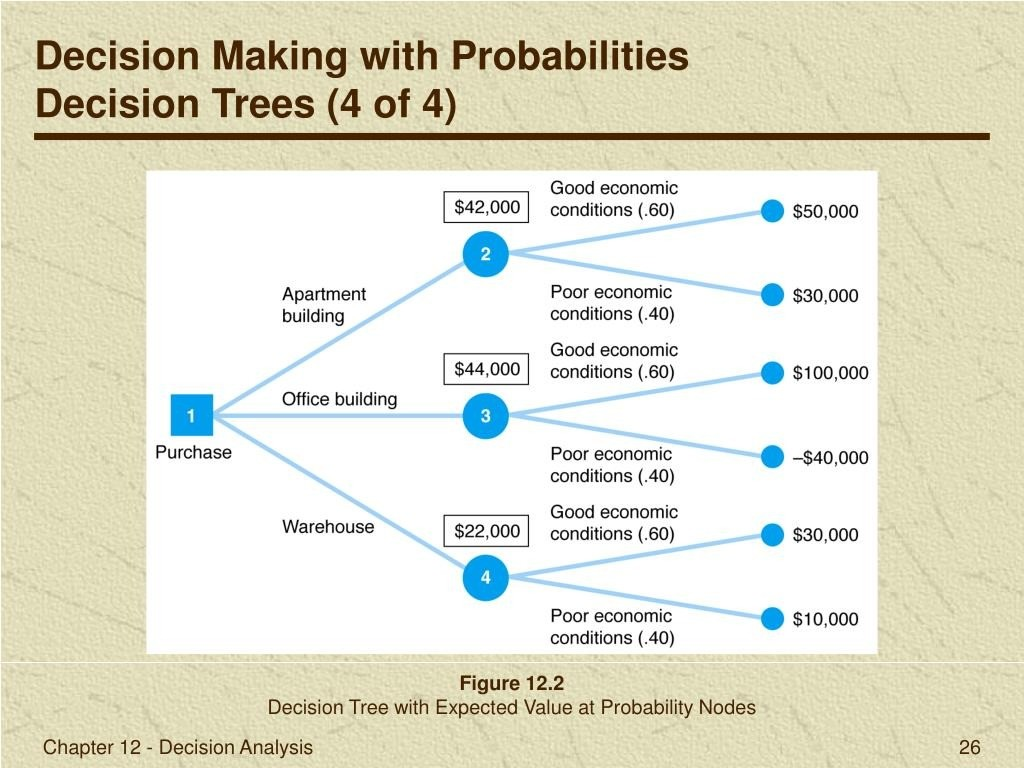 Decision Making with Probabilities
Decision Trees (4 of 4)
$42,000
Good economic
conditions (.60)
$50,000
2
Apartment
building
Poor economic
conditions (.40)
$30,000
$44,000
Good economic
conditions (.60)
$100,000
1
Office building
3
Purchase
Poor economic
conditions (.40)
–$40,000
Warehouse
$22,000
Good economic
conditions (.60)
$30,000
4
Poor economic
conditions (.40)
$10,000
Figure 12.2
Decision Tree with Expected Value at Probability Nodes
Chapter 12 - Decision Analysis
26